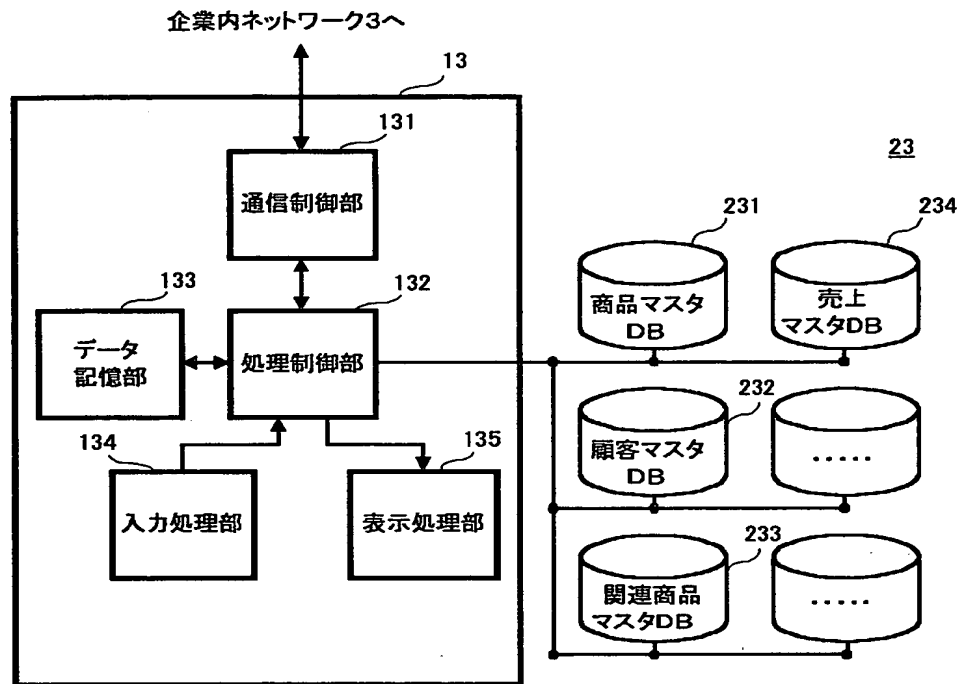 企業内ネットワーク3へ
13
131
通信制御部
23
231
234
商品マスタ
DB
売上
マスタDB
133
132
データ
記憶部
処理制御部
232
顧客マスタ
DB
.....
134
135
入力処理部
表示処理部
233
関連商品
マスタDB
.....